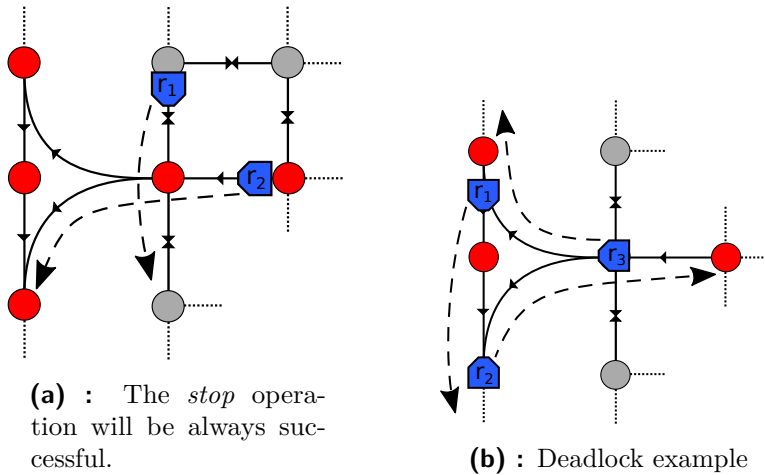 r1
r2
(a) : The stop opera-
tion will be always suc-
cessful.
r1
r3
r2
(b) : Deadlock example